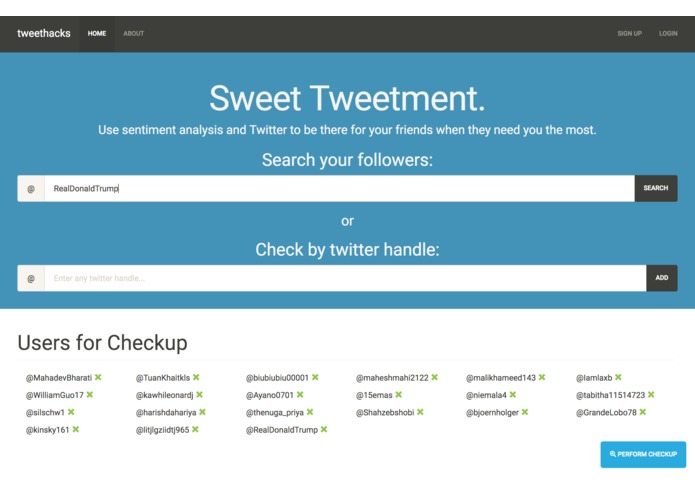 tweethacks HOME ABOUT SIGN UP LOGIN
Sweet Tweetment.
Use sentiment analysis and Twitter to be there for your friends when they need you the most.
Search your followers:
@ RealDonaldTrump SEARCH
or
Check by twitter handle:
@ Enter any twitter handle... ADD
Users for Checkup
@MahadevBharati @TuanKhaitkls @biubiubiu00001 @maheshmahi2122 @malikhameed143 @lamlaxb
@WilliamGuo17 @kawhileonardj @Ayano0701 @15emas @niemala4 @tabitha11514723
@silschw1 @harishdahariya @thenuga_priya @Shahzebshobi @bjoernholger @GrandeLobo78
@kinsky161 @litjlgziidtj965 @RealDonaldTrump
PERFORM CHECKUP